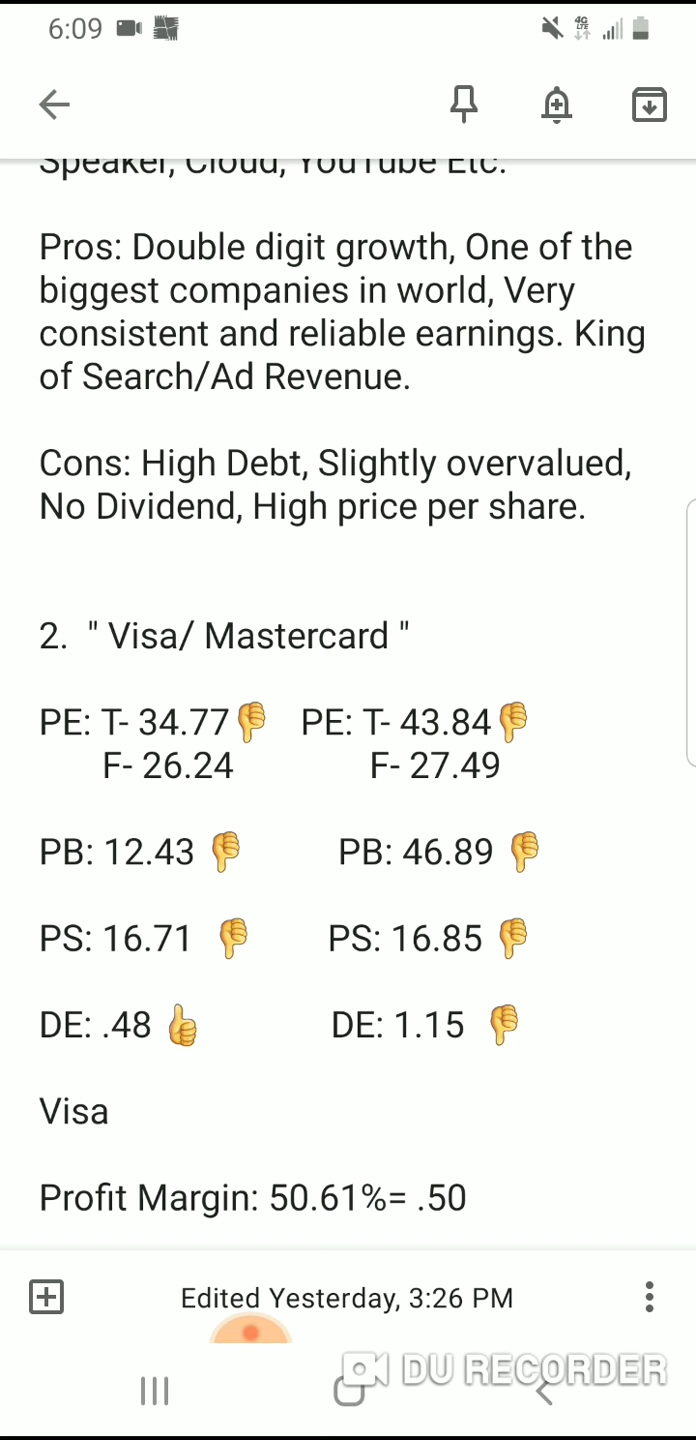 6:09
4G LTE
Speaker, Cloud, YouTube Etc.
Pros: Double digit growth, One of the
biggest companies in world, Very
consistent and reliable earnings. King
of Search/Ad Revenue.
Cons: High Debt, Slightly overvalued,
No Dividend, High price per share.
2. " Visa/ Mastercard "
PE: T- 34.77👎 PE: T- 43.84👎
F- 26.24 F- 27.49
PB: 12.43 👎 PB: 46.89 👎
PS: 16.71 👎 PS: 16.85 👎
DE: .48 👍 DE: 1.15 👎
Visa
Profit Margin: 50.61%= .50
Edited Yesterday, 3:26 PM
DU RECORDER